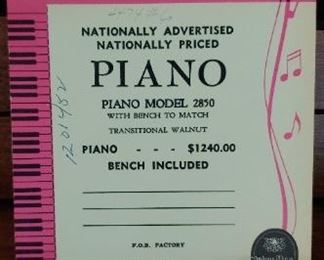 NATIONALLY ADVERTISED
NATIONALLY PRICED
PIANO
PIANO MODEL 2850
WITH BENCH TO MATCH
TRANSITIONAL WALNUT
PIANO - - - $1240.00
BENCH INCLUDED
1201482
F.O.B. FACTORY